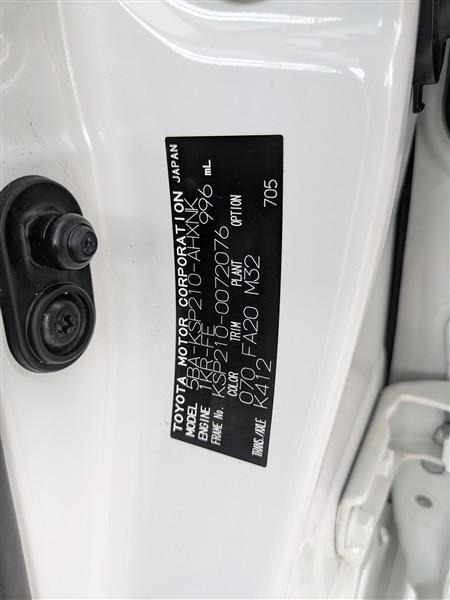 TOYOTA MOTOR CORPORATION JAPAN
MODEL 5BA-KSP210-AHXNK
ENGINE 1KR-FE 996 mL
FRAME No. KSP210-0072076
COLOR TRIM PLANT OPTION
070 FA20 M32
TRANS./AXLE K412 705